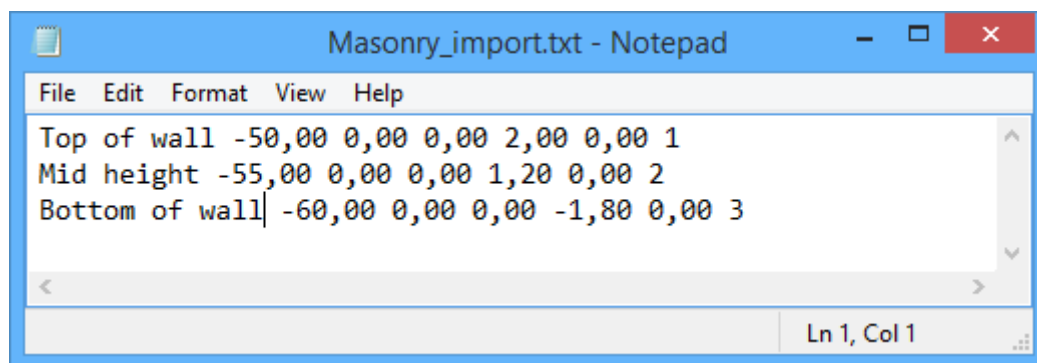 Masonry_import.txt - Notepad
File Edit Format View Help
Top of wall -50,00 0,00 0,00 2,00 0,00 1
Mid height -55,00 0,00 0,00 1,20 0,00 2
Bottom of wall -60,00 0,00 0,00 -1,80 0,00 3
Ln 1, Col 1